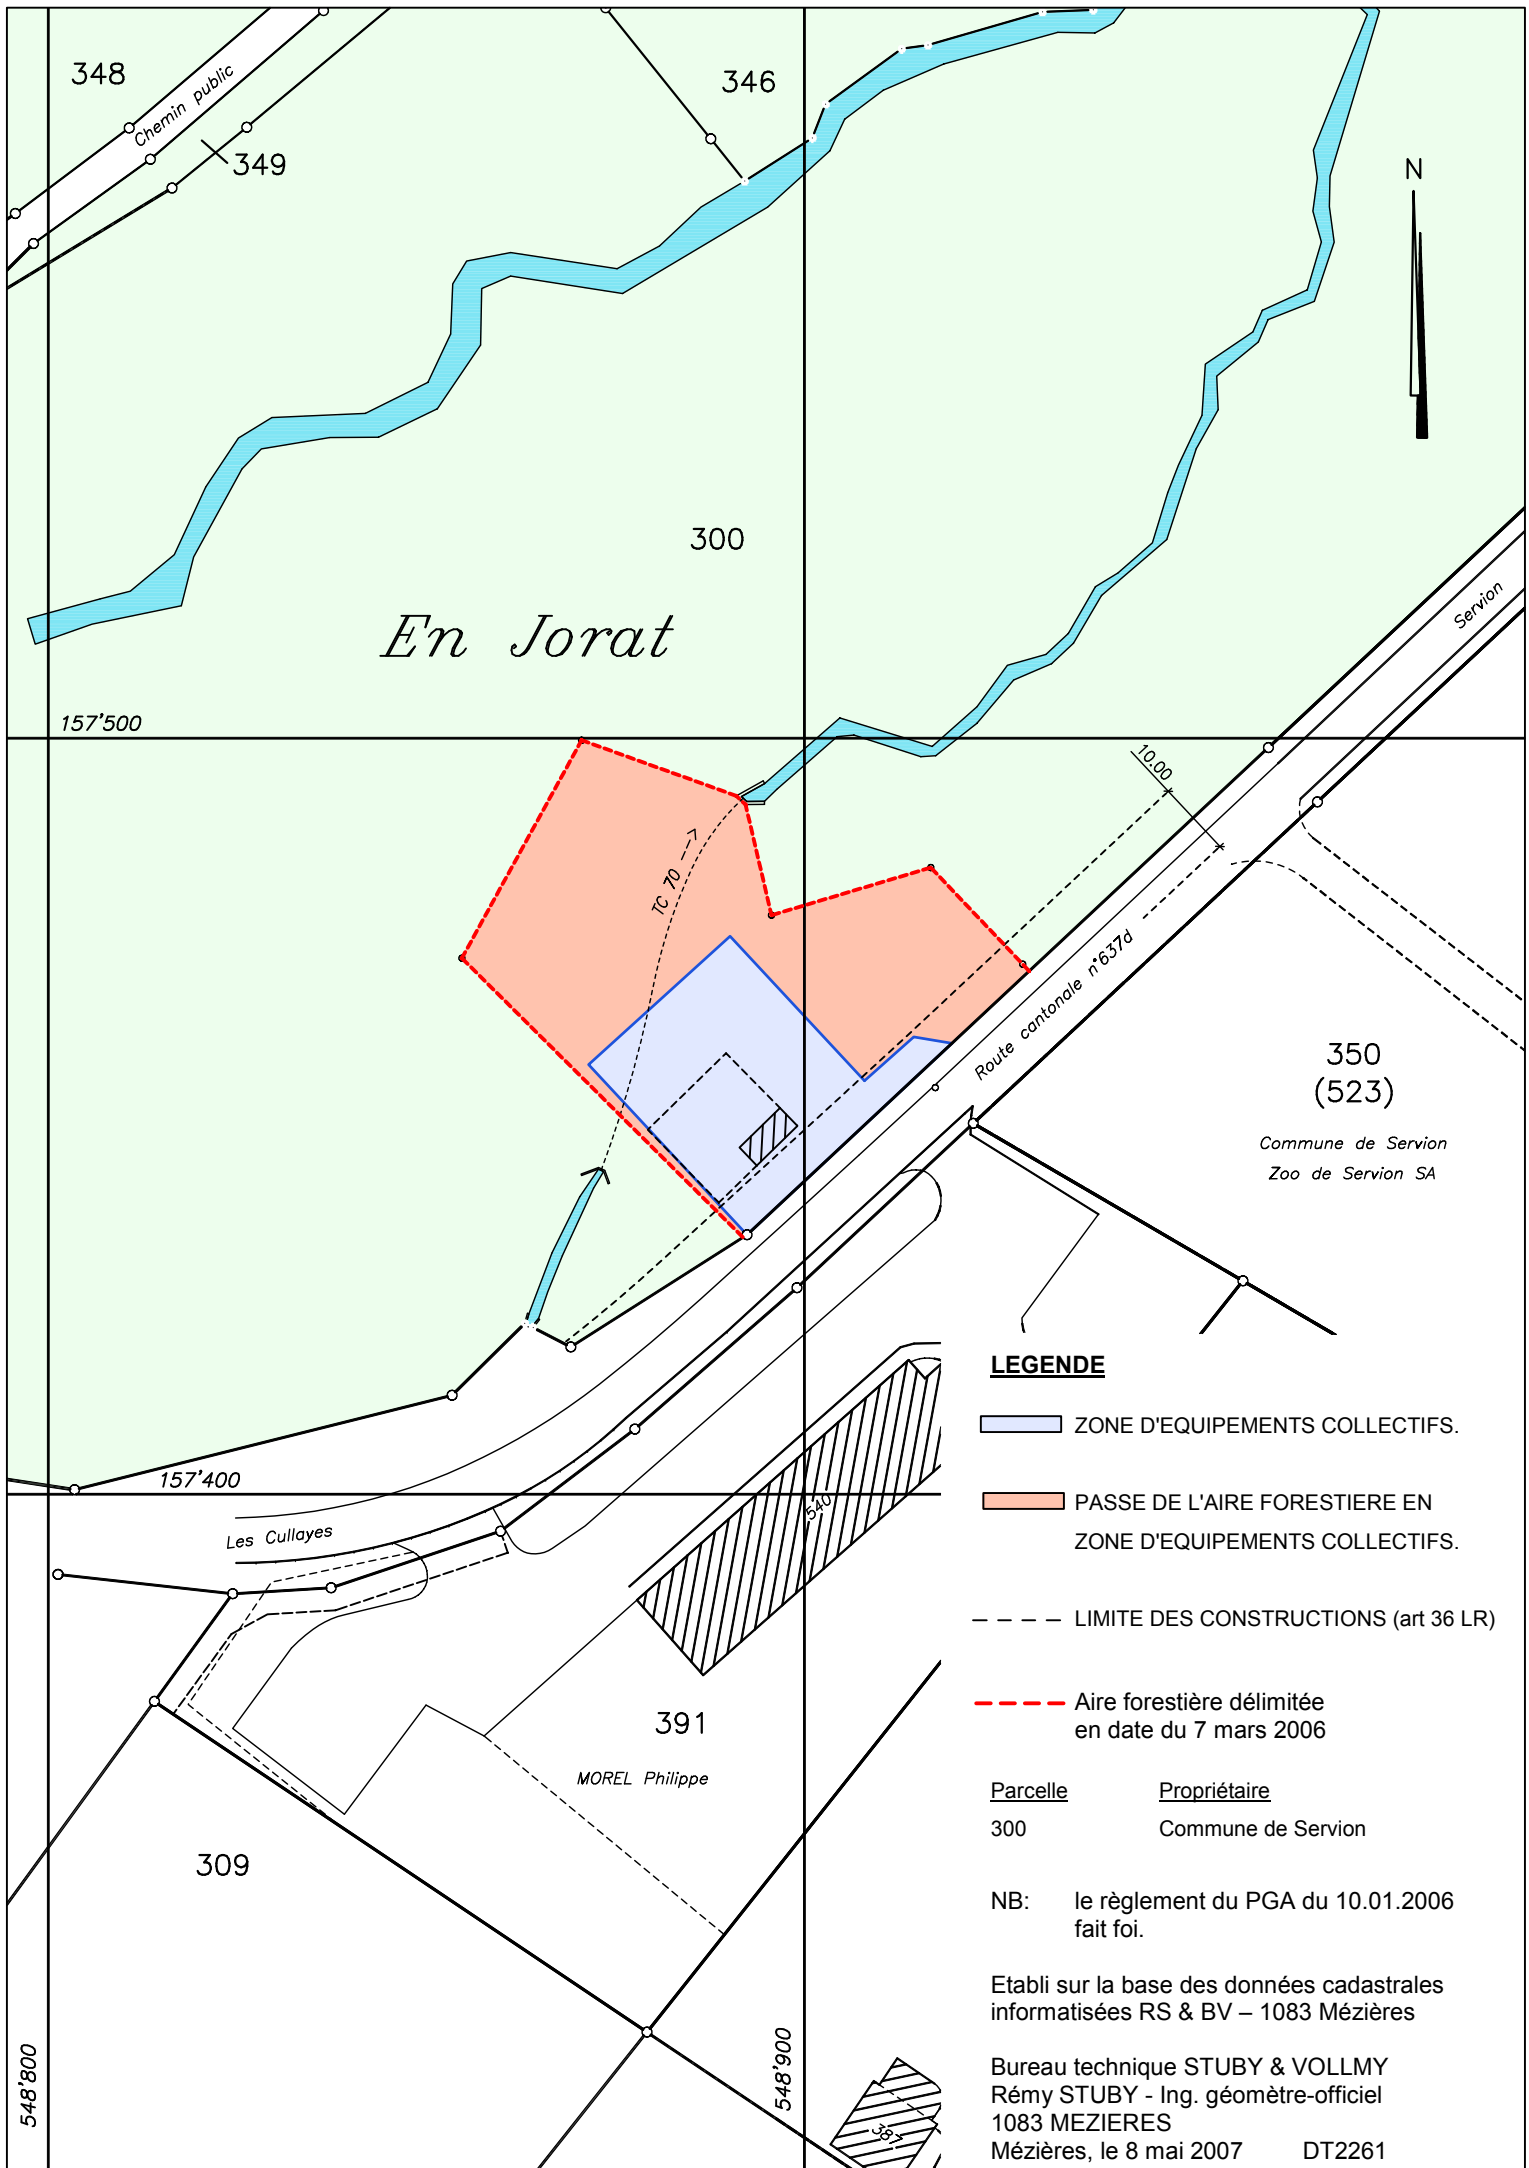 348
Chemin public
349
346
N
300
En Jorat
Servion
157'500
10.00
TC 70
Route cantonale n°637d
350
(523)
Commune de Servion
Zoo de Servion SA
157'400
Les Cullayes
540
391
MOREL Philippe
309
548'800
548'900
387
LEGENDE
ZONE D'EQUIPEMENTS COLLECTIFS.
PASSE DE L'AIRE FORESTIERE EN
ZONE D'EQUIPEMENTS COLLECTIFS.
LIMITE DES CONSTRUCTIONS (art 36 LR)
Aire forestière délimitée
en date du 7 mars 2006
Parcelle Propriétaire
300 Commune de Servion
NB: le règlement du PGA du 10.01.2006
fait foi.
Etabli sur la base des données cadastrales
informatisées RS & BV – 1083 Mézières
Bureau technique STUBY & VOLLMY
Rémy STUBY - Ing. géomètre-officiel
1083 MEZIERES
Mézières, le 8 mai 2007 DT2261